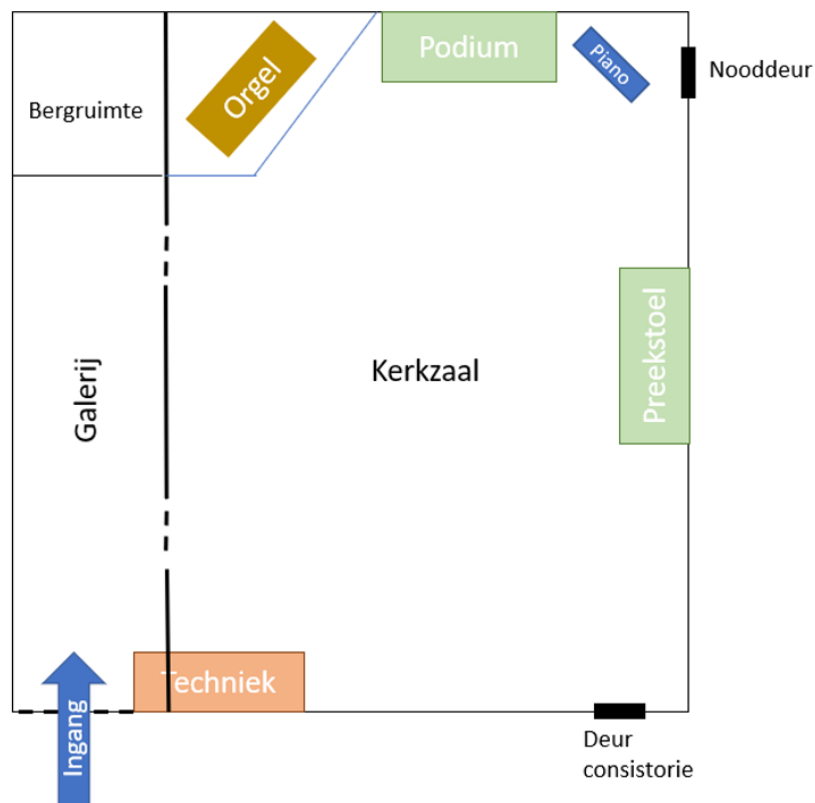 Podium
Orgel
Piano
Nooddeur
Bergruimte
Kerkzaal
Preekstoel
Galerij
Techniek
Ingang
Deur
consistorie